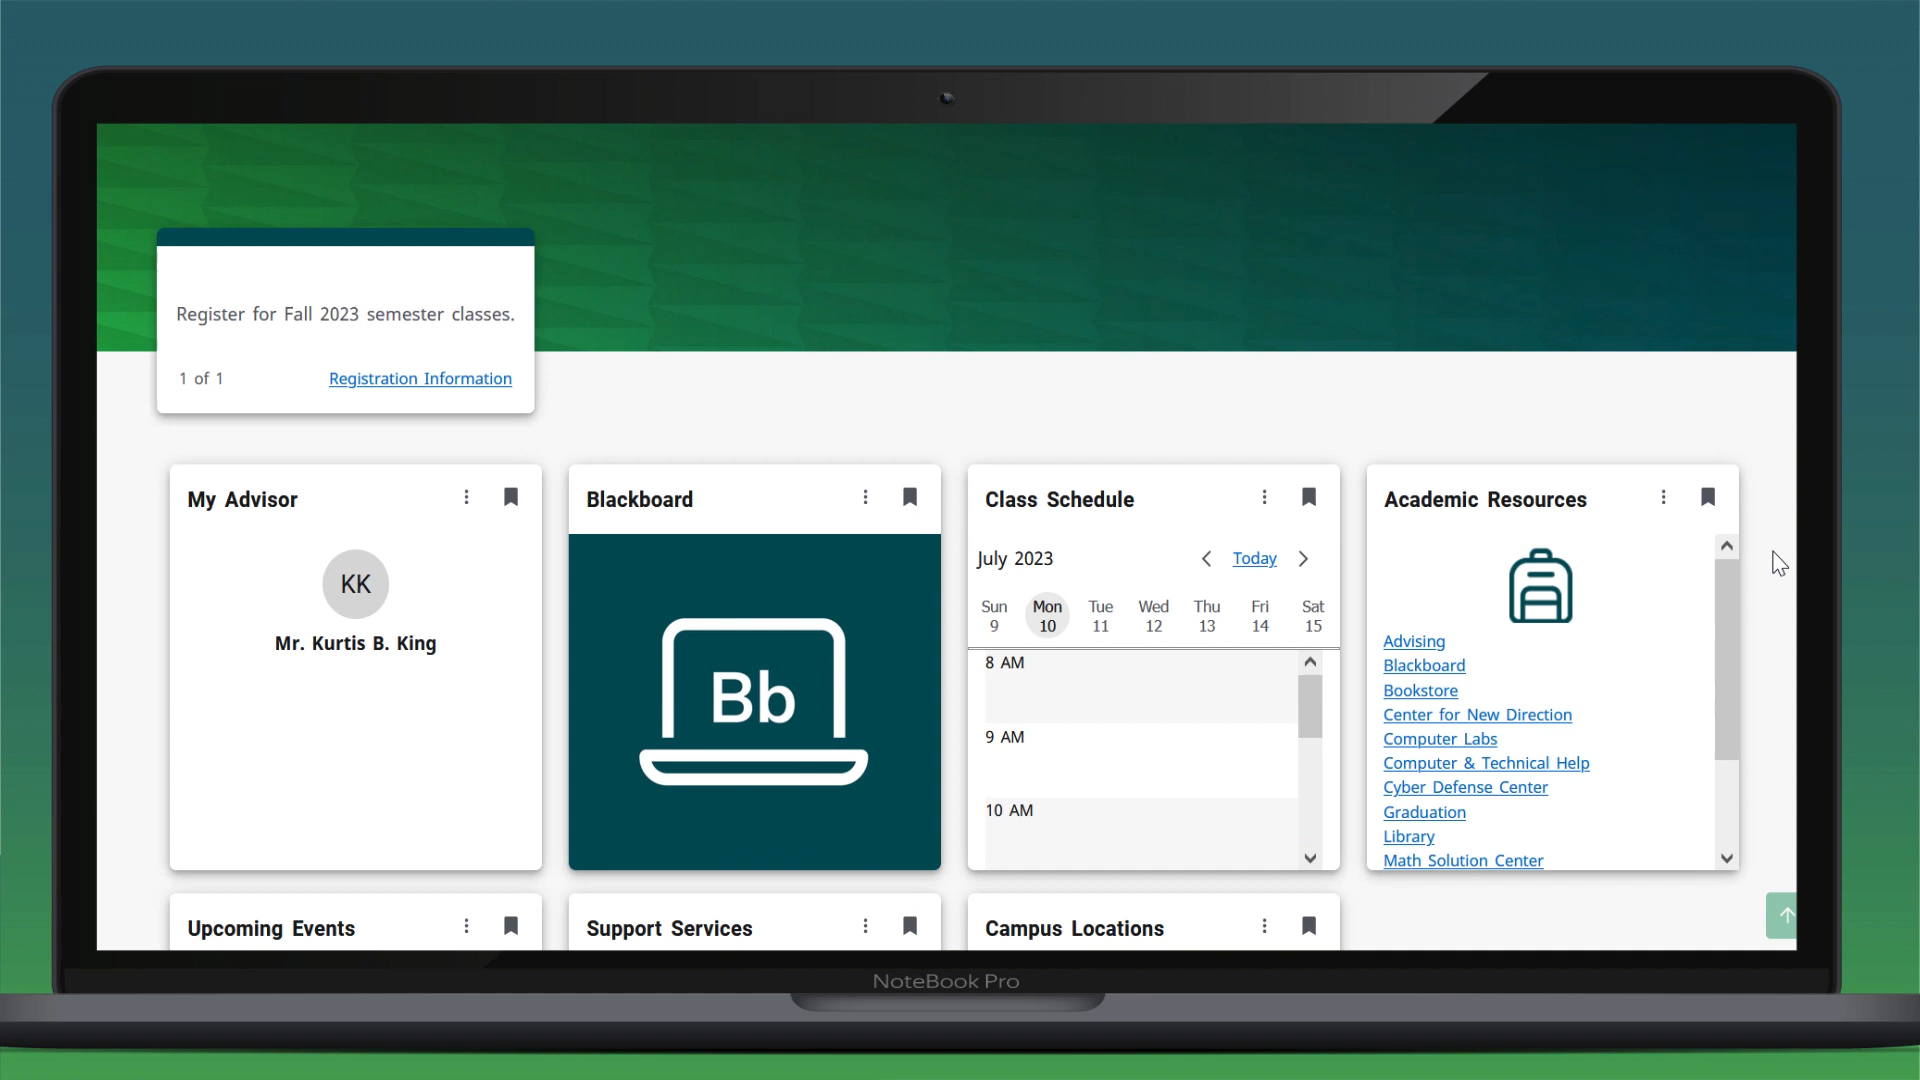 Register for Fall 2023 semester classes.
1 of 1
Registration Information
My Advisor
KK
Mr. Kurtis B. King
Blackboard
Bb
Class Schedule
July 2023
Today
Sun Mon Tue Wed Thu Fri Sat
9 10 11 12 13 14 15
8 AM
9 AM
10 AM
Academic Resources
Advising
Blackboard
Bookstore
Center for New Direction
Computer Labs
Computer & Technical Help
Cyber Defense Center
Graduation
Library
Math Solution Center
Upcoming Events
Support Services
Campus Locations
NoteBook Pro